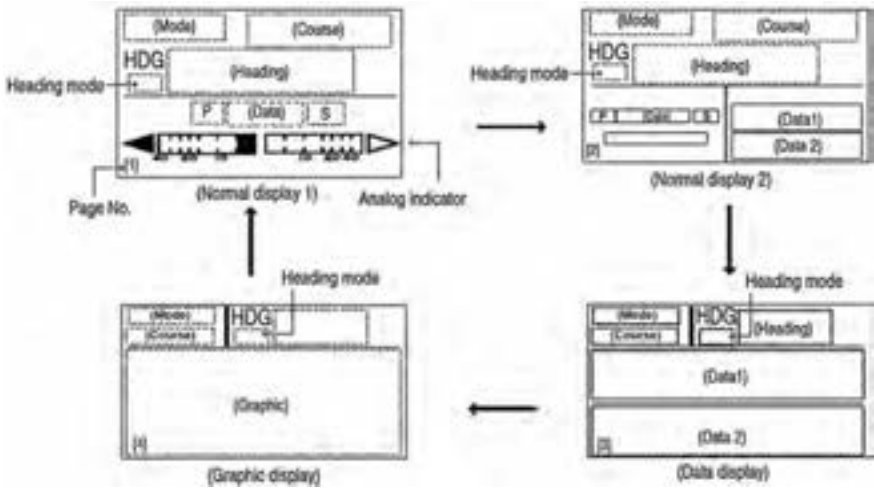 (Mode) (Course)
HDG
(Heading)
Heading mode
P (Data) S
[1]
Page No.
(Normal display 1)
Analog indicator
(Mode) (Course)
HDG
(Heading)
Heading mode
P (Data) S
(Data1)
(Data 2)
[2]
(Normal display 2)
Heading mode
(Mode) HDG
(Course)
(Graphic)
[4]
(Graphic display)
Heading mode
(Mode) HDG
(Course) (Heading)
(Data1)
(Data 2)
[3]
(Data display)